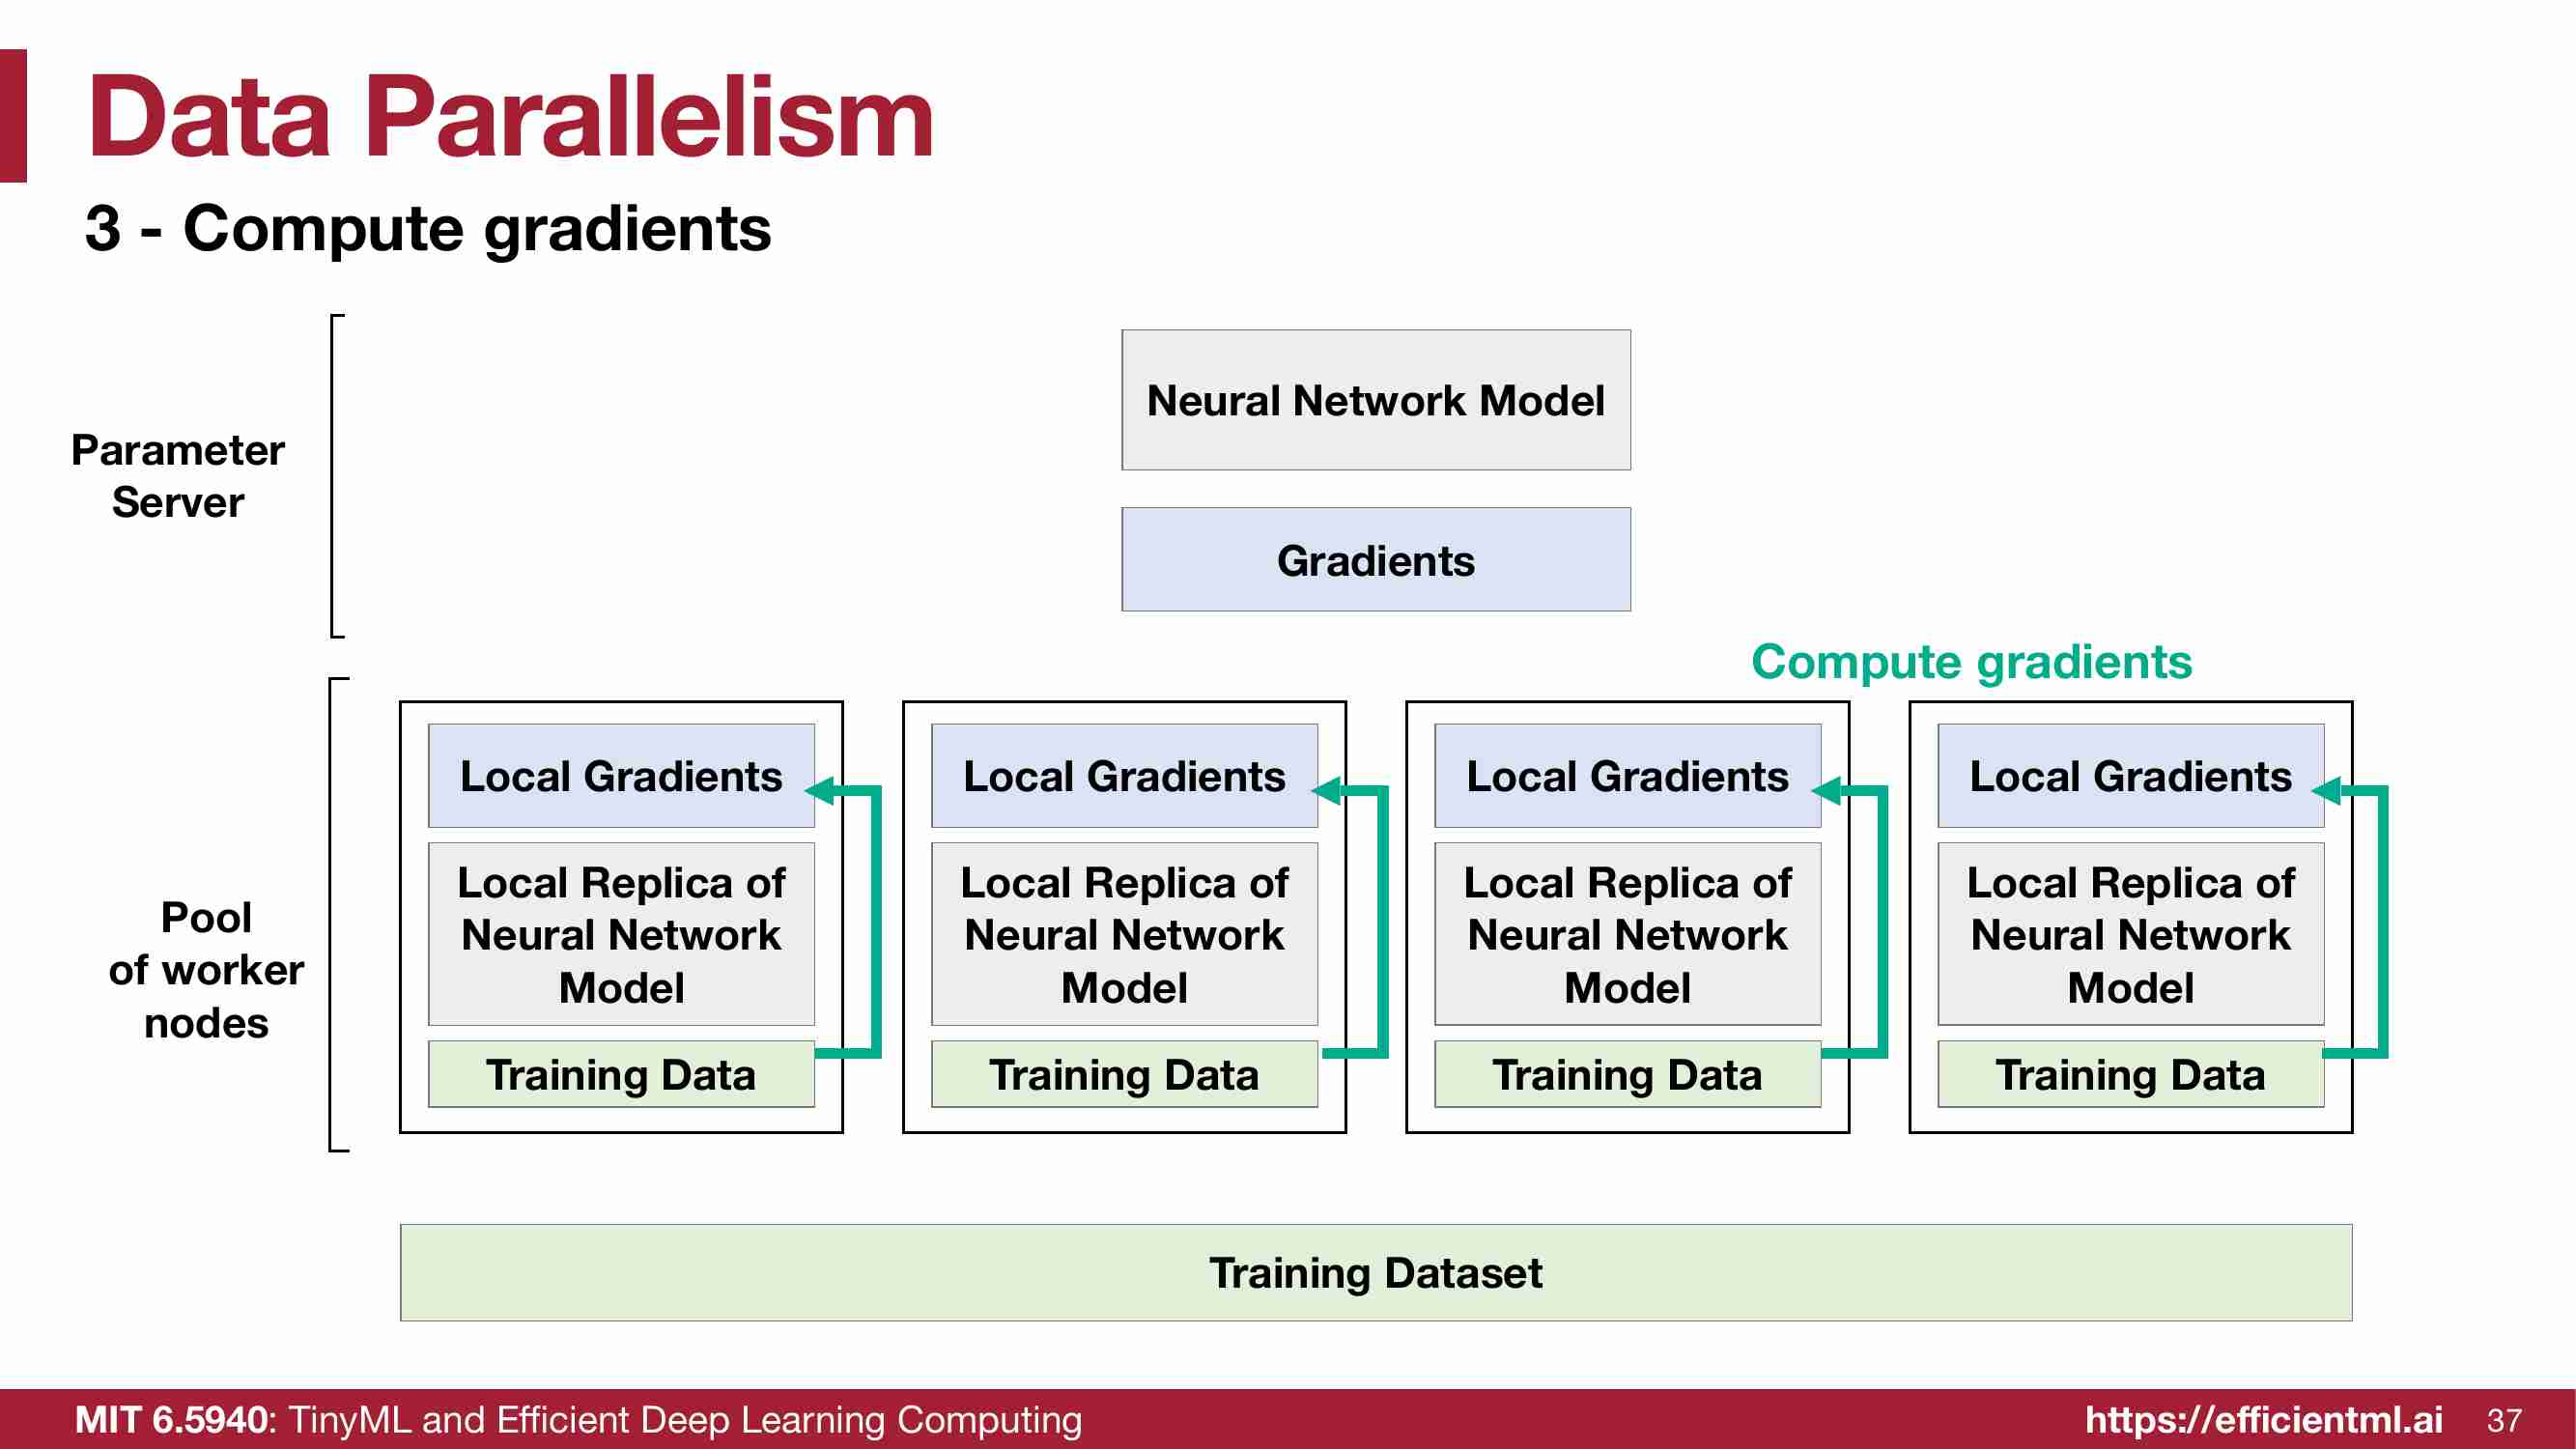 Data Parallelism
3 - Compute gradients
Parameter
Server
Neural Network Model
Gradients
Compute gradients
Pool
of worker
nodes
Local Gradients
Local Replica of
Neural Network
Model
Training Data
Local Gradients
Local Replica of
Neural Network
Model
Training Data
Local Gradients
Local Replica of
Neural Network
Model
Training Data
Local Gradients
Local Replica of
Neural Network
Model
Training Data
Training Dataset
MIT 6.5940: TinyML and Efficient Deep Learning Computing
https://efficientml.ai
37